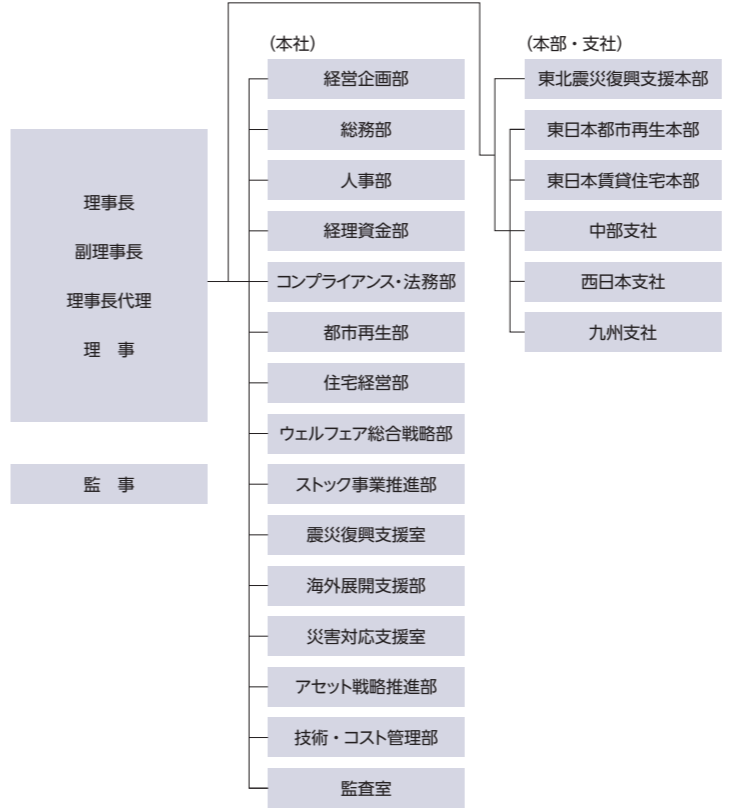 理事長
副理事長
理事長代理
理　事
監　事
(本社)
経営企画部
総務部
人事部
経理資金部
コンプライアンス・法務部
都市再生部
住宅経営部
ウェルフェア総合戦略部
ストック事業推進部
震災復興支援室
海外展開支援部
災害対応支援室
アセット戦略推進部
技術・コスト管理部
監査室
(本部・支社)
東北震災復興支援本部
東日本都市再生本部
東日本賃貸住宅本部
中部支社
西日本支社
九州支社